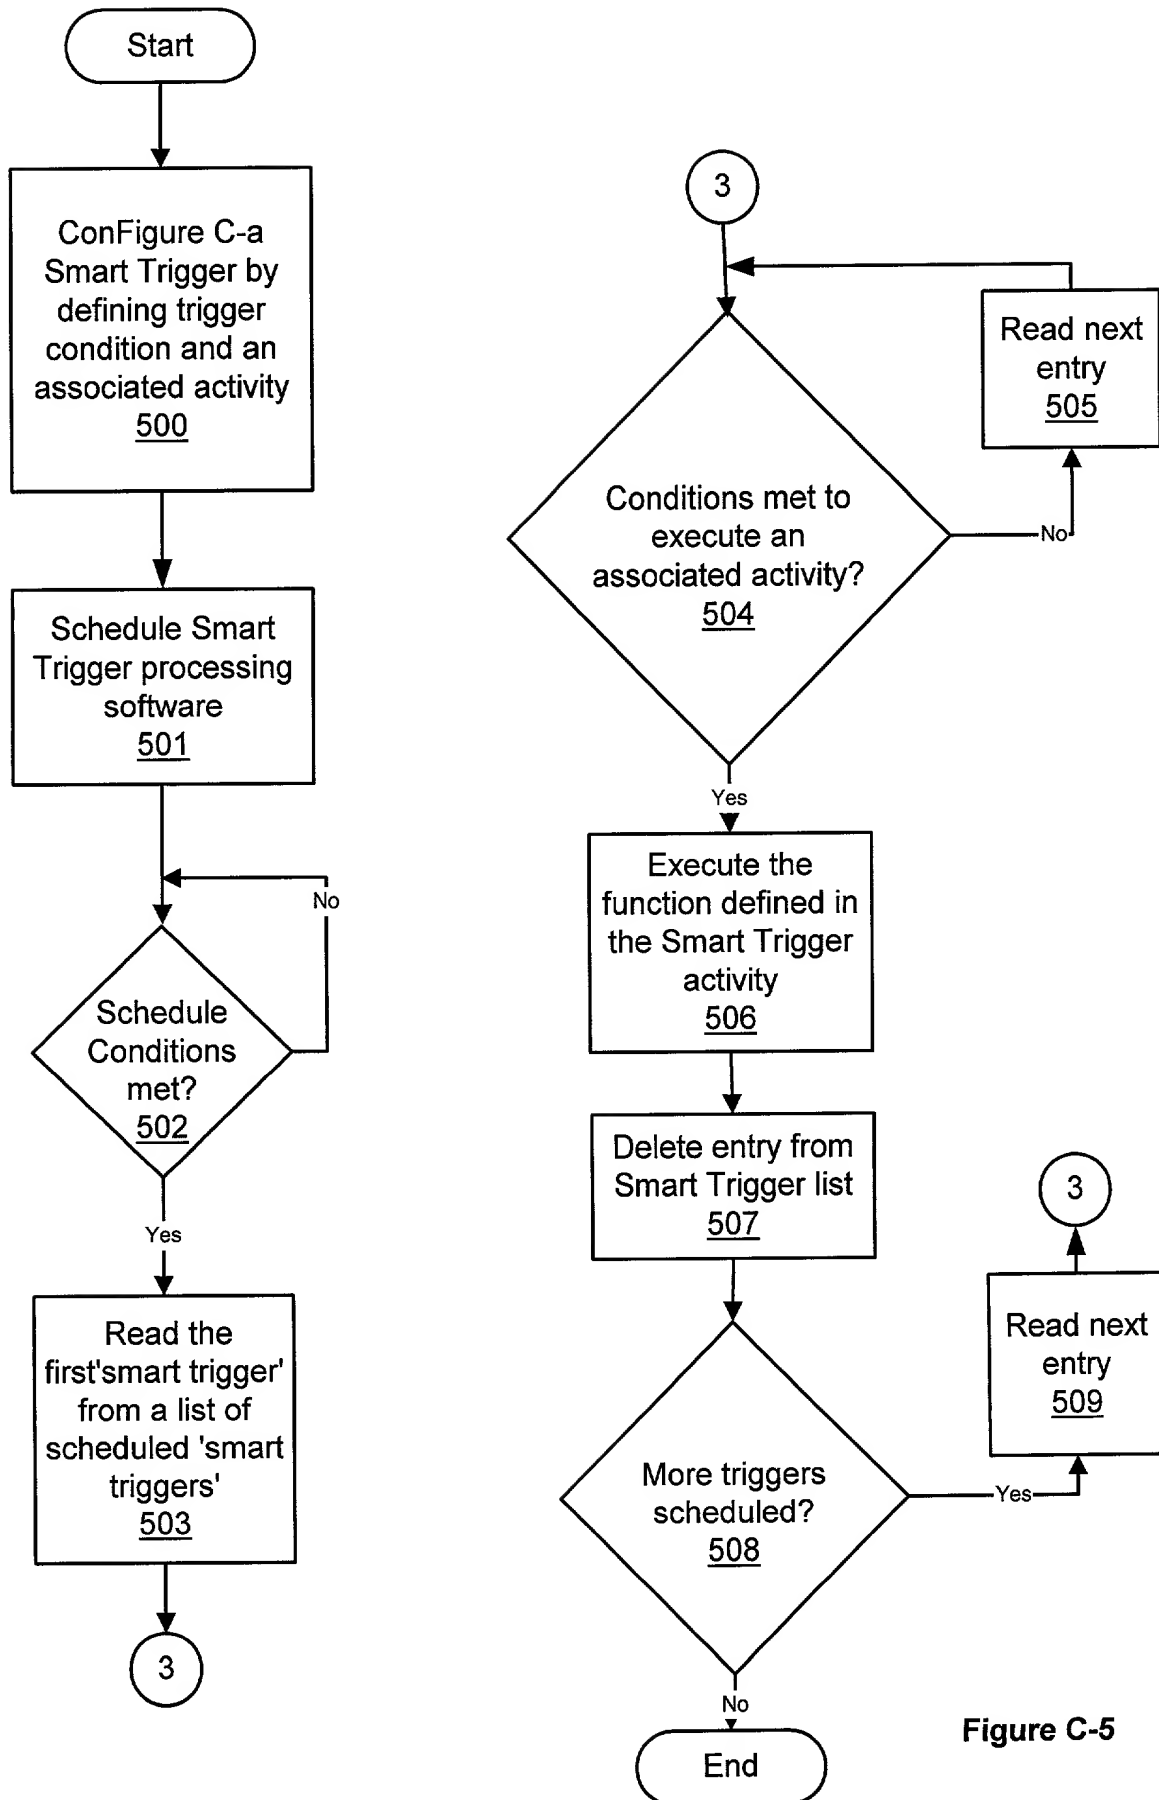 Start
ConFigure C-a
Smart Trigger by
defining trigger
condition and an
associated activity
500
Schedule Smart
Trigger processing
software
501
No
Schedule
Conditions
met?
502
Yes
Read the
first'smart trigger'
from a list of
scheduled 'smart
triggers'
503
3
3
Read next
entry
505
Conditions met to
execute an
associated activity?
504
No
Yes
Execute the
function defined in
the Smart Trigger
activity
506
Delete entry from
Smart Trigger list
507
3
Read next
entry
509
More triggers
scheduled?
508
Yes
No
End
Figure C-5